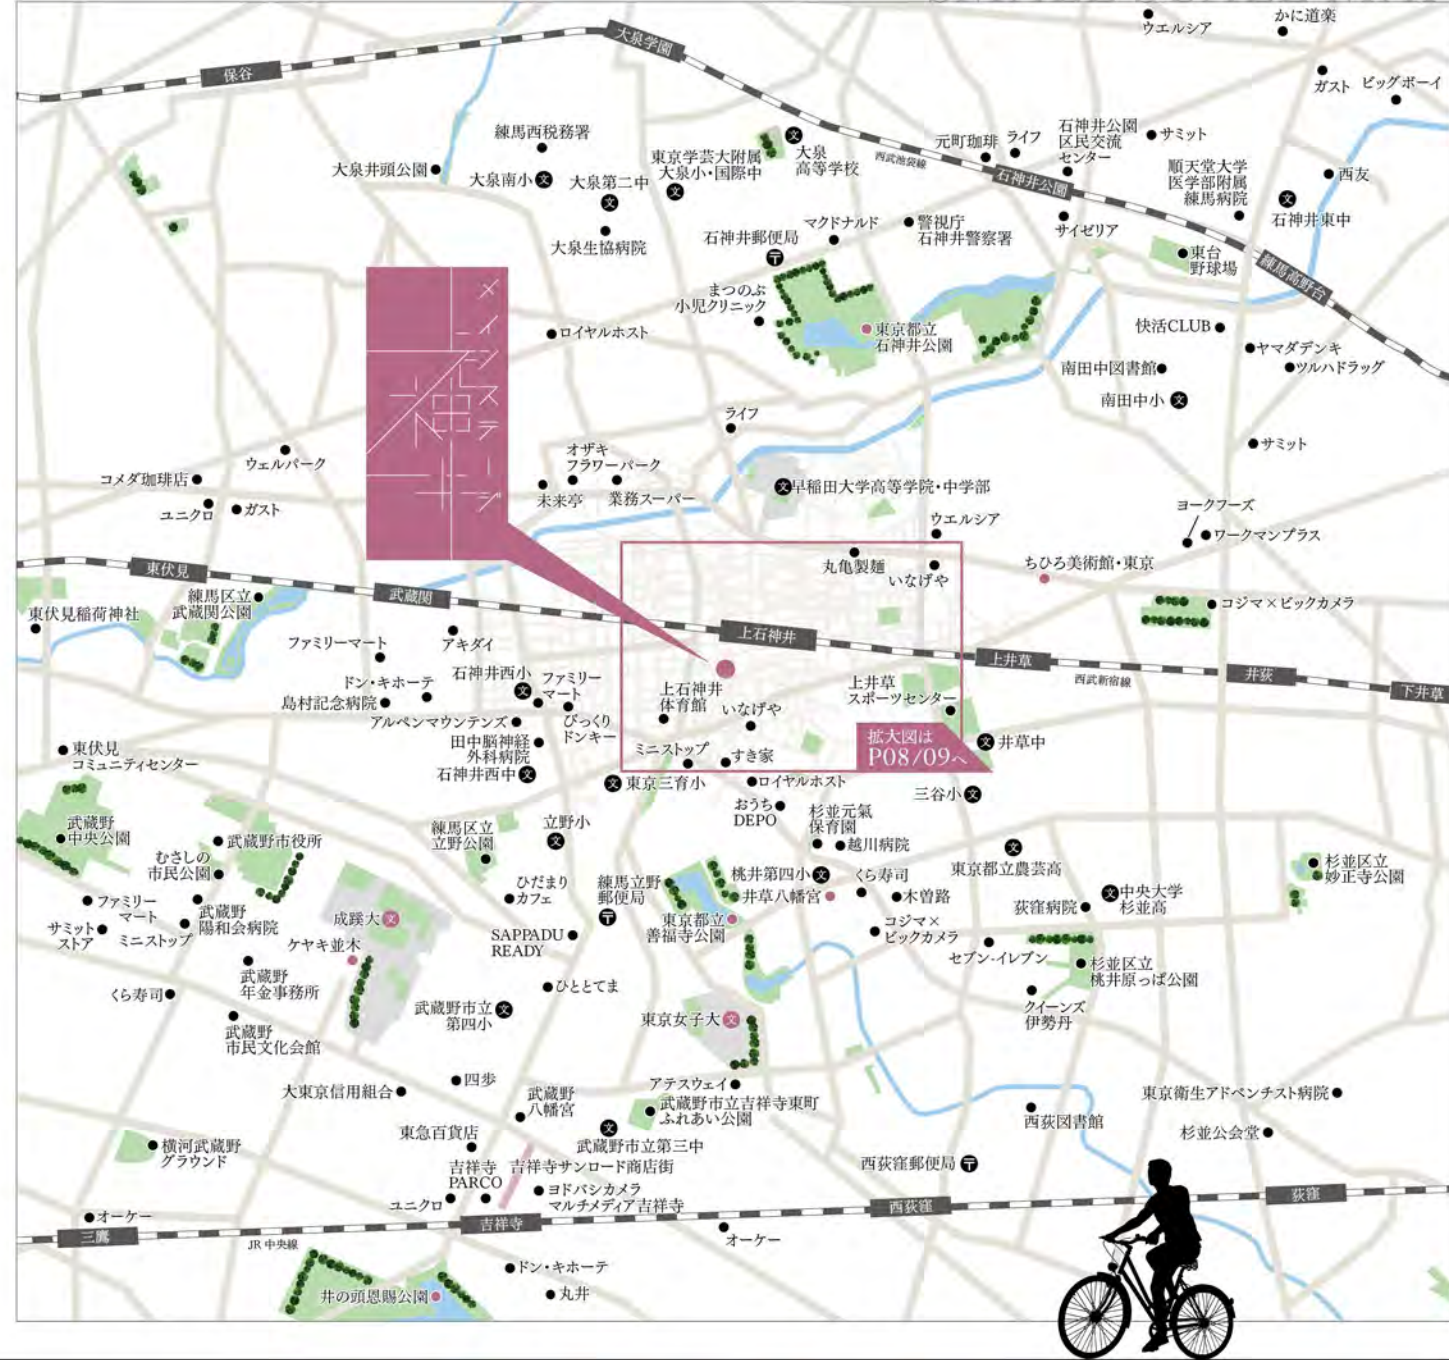 ウエルシア
かに道楽
大泉学園
保谷
ガスト
ビッグボーイ
練馬西税務署
大泉井頭公園
大泉南小
文
大泉第二中
文
東京学芸大附属
大泉小・国際中
文
文
大泉
高等学校
西武池袋線
元町珈琲
ライフ
石神井公園
区民交流
センター
サミット
石神井公園
順天堂大学
医学部附属
練馬病院
西友
文
石神井東中
大泉生協病院
石神井郵便局
マクドナルド
警視庁
石神井警察署
サイゼリア
東台
野球場
練馬高野台
まつのぶ
小児クリニック
東京都立
石神井公園
快活CLUB
ヤマダデンキ
ツルハドラッグ
南田中図書館
南田中小
文
ロイヤルホスト
メインステージ
ライフ
サミット
オザキ
フラワーパーク
未来亭
業務スーパー
文
早稲田大学高等学院・中学部
ウェルパーク
コメダ珈琲店
ユニクロ
ガスト
ウエルシア
ヨークフーズ
ワークマンプラス
丸亀製麺
いなげや
ちひろ美術館・東京
コジマ×ビックカメラ
東伏見
武蔵関
上石神井
上井草
西武新宿線
井荻
下井草
東伏見稲荷神社
練馬区立
武蔵関公園
ファミリーマート
アキダイ
石神井西小
文
ファミリー
マート
ドン・キホーテ
島村記念病院
アルペンマウンテンズ
びっくり
ドンキー
田中脳神経
外科病院
石神井西中
文
上石神井
体育館
いなげや
ミニストップ
すき家
上井草
スポーツセンター
拡大図は
P08/09へ
文
井草中
東伏見
コミュニティセンター
文
東京三育小
ロイヤルホスト
おうち
DEPO
三谷小
文
武蔵野
中央公園
武蔵野市役所
むさしの
市民公園
練馬区立
立野公園
立野小
文
杉並元氣
保育園
越川病院
文
東京都立農芸高
杉並区立
妙正寺公園
ファミリー
マート
サミット
ストア
ミニストップ
武蔵野
陽和会病院
成蹊大
文
ケヤキ並木
ひだまり
カフェ
練馬立野
郵便局
桃井第四小
文
井草八幡宮
くら寿司
木曽路
荻窪病院
文
中央大学
杉並高
東京都立
善福寺公園
コジマ×
ビックカメラ
SAPPADU
READY
セブン-イレブン
杉並区立
桃井原っぱ公園
武蔵野
年金事務所
くら寿司
武蔵野
市民文化会館
ひととてま
武蔵野市立
第四小
文
東京女子大
文
クイーンズ
伊勢丹
大東京信用組合
四歩
武蔵野
八幡宮
アテスウェイ
武蔵野市立吉祥寺東町
ふれあい公園
文
武蔵野市立第三中
西荻図書館
東京衛生アドベンチスト病院
杉並公会堂
横河武蔵野
グラウンド
東急百貨店
吉祥寺
PARCO
吉祥寺サンロード商店街
ヨドバシカメラ
マルチメディア吉祥寺
ユニクロ
西荻窪郵便局
オーケー
三鷹
JR 中央線
吉祥寺
西荻窪
荻窪
オーケー
ドン・キホーテ
丸井
井の頭恩賜公園